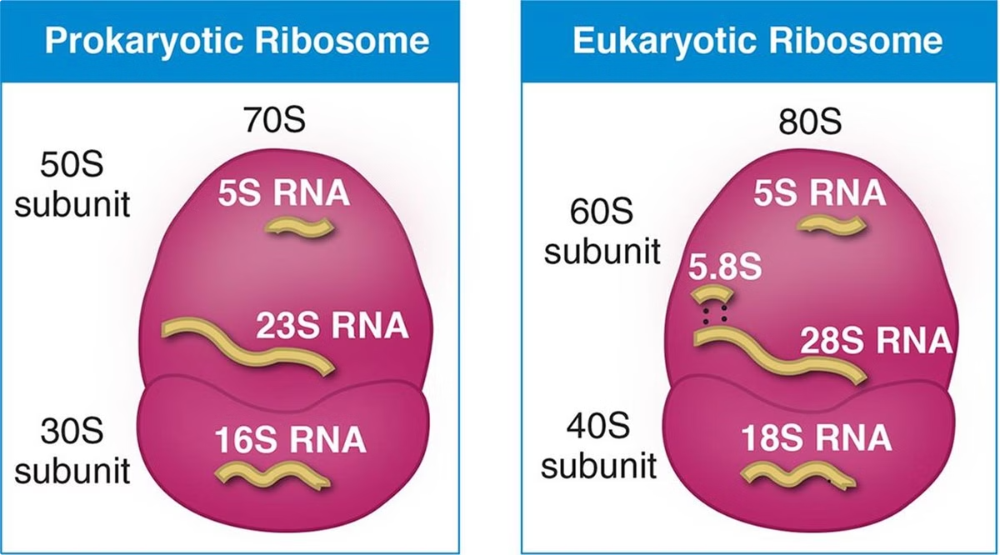 Prokaryotic Ribosome
70S
50S
subunit
5S RNA
23S RNA
30S
subunit
16S RNA
Eukaryotic Ribosome
80S
60S
subunit
5S RNA
5.8S
28S RNA
40S
subunit
18S RNA